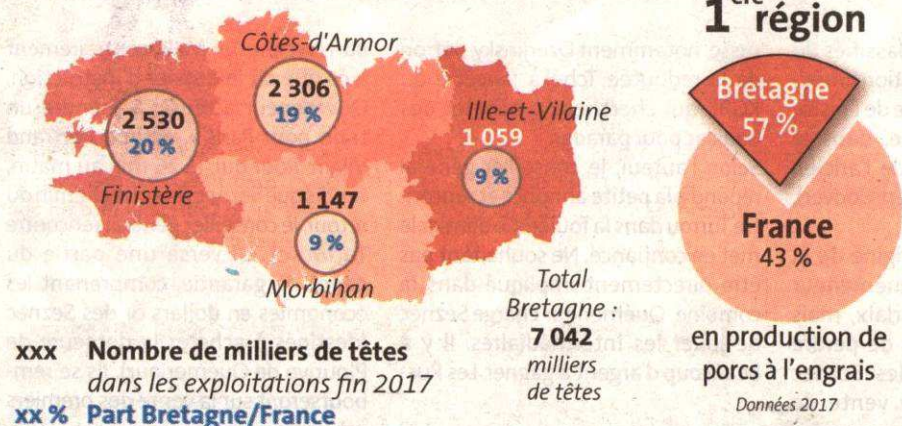 Côtes-d'Armor
2 306
19 %
2 530
20 %
Finistère
Ille-et-Vilaine
1 059
9 %
1 147
9 %
Morbihan
Total
Bretagne :
7 042
milliers
de têtes
xxx Nombre de milliers de têtes
dans les exploitations fin 2017
xx % Part Bretagne/France
1ère région
Bretagne
57 %
France
43 %
en production de
porcs à l'engrais
Données 2017